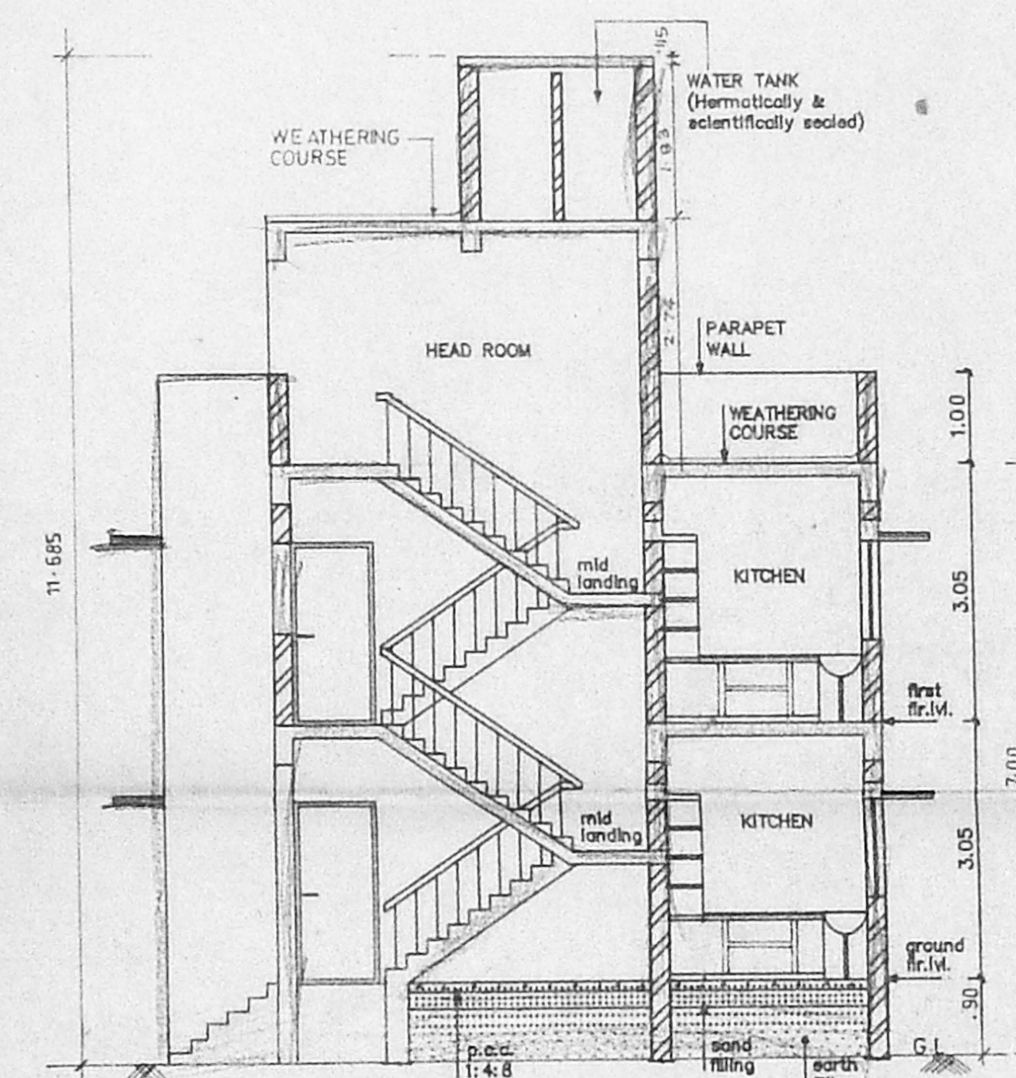 .115
WATER TANK
(Hermatically &
scientifically sealed)
WEATHERING
COURSE
1.83
2.74
HEAD ROOM
PARAPET
WALL
WEATHERING
COURSE
1.00
11.685
mid
landing
KITCHEN
3.05
first
flr.lvl.
7.00
mid
landing
KITCHEN
3.05
ground
flr.lvl.
.90
G.L
p.c.c.
1:4:8
sand
filling
earth